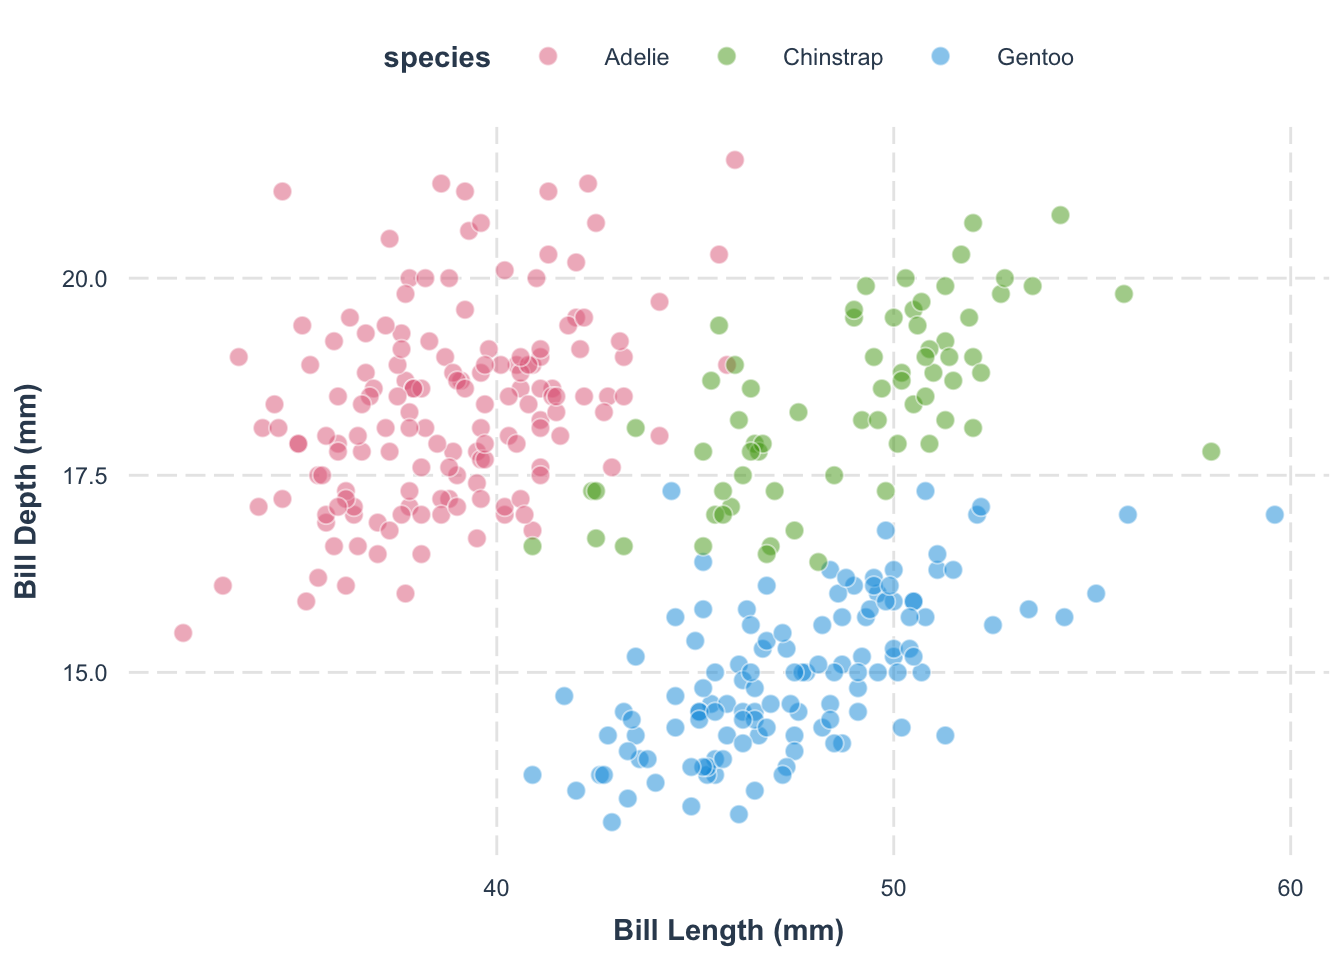 species Adelie Chinstrap Gentoo
20.0
17.5
15.0
Bill Depth (mm)
40 50 60
Bill Length (mm)